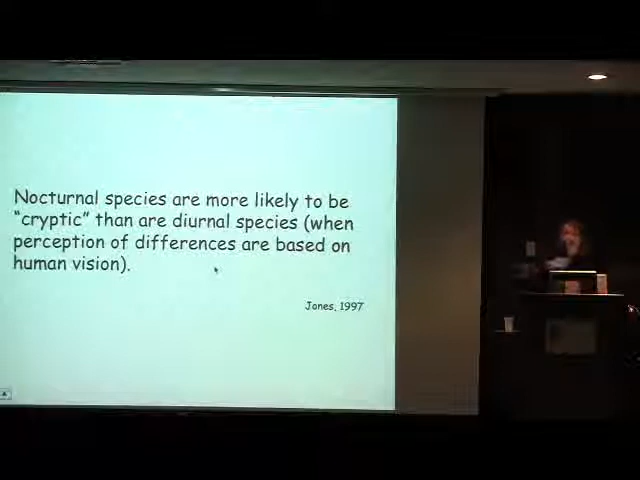 Nocturnal species are more likely to be
"cryptic" than are diurnal species (when
perception of differences are based on
human vision).
Jones, 1997